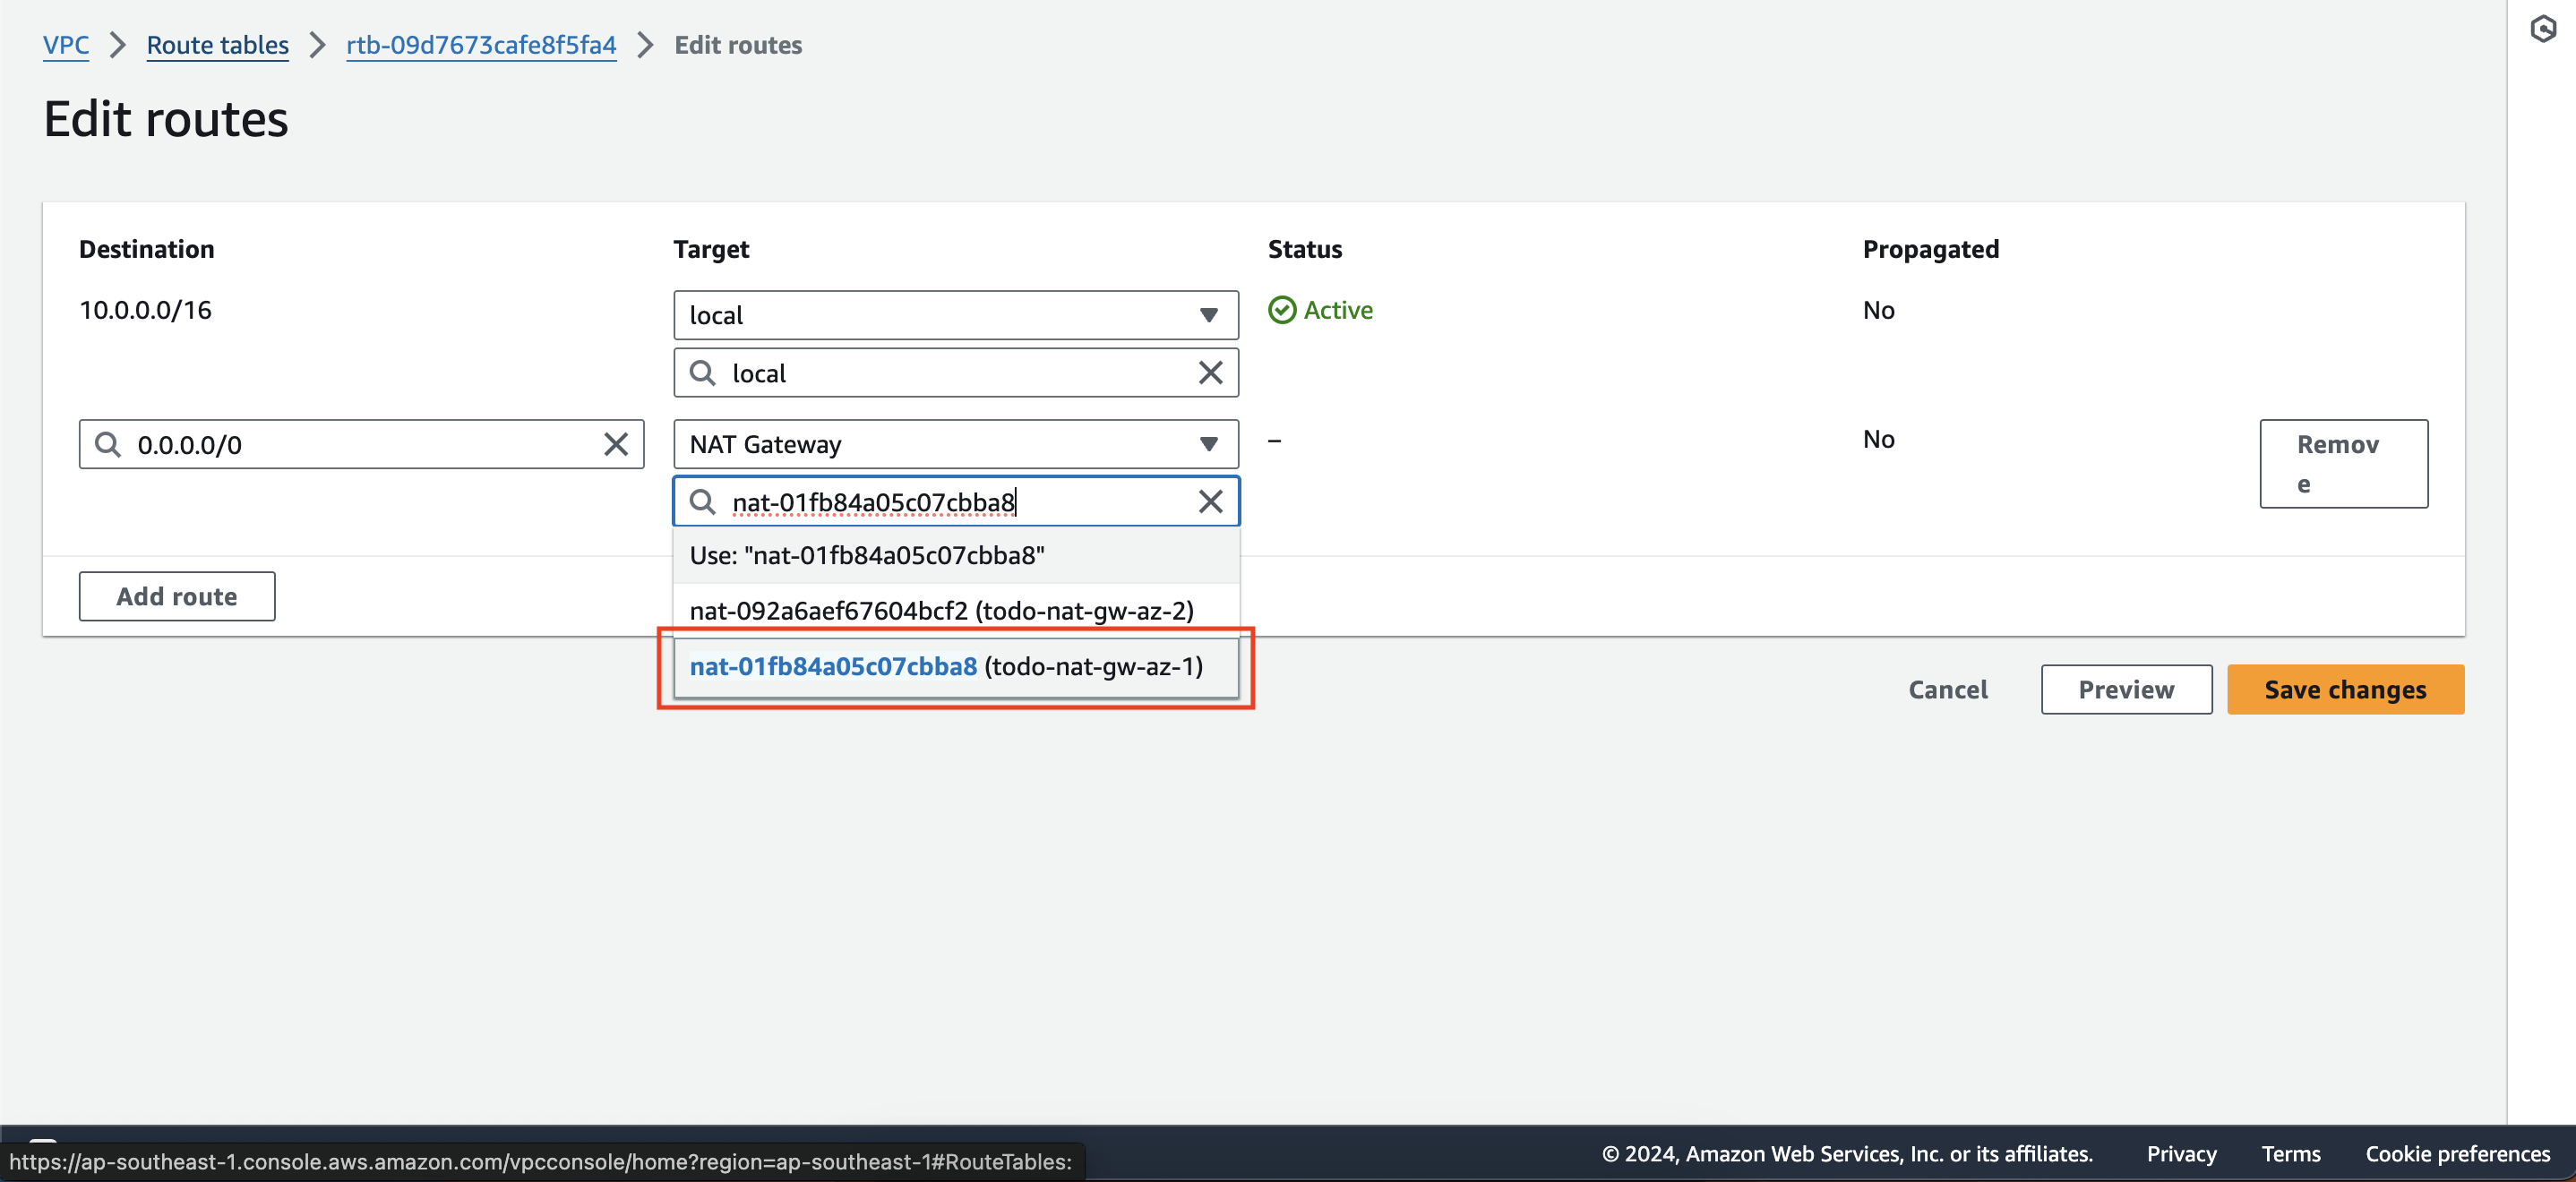 VPC > Route tables > rtb-09d7673cafe8f5fa4 > Edit routes
Edit routes
Destination Target Status Propagated
10.0.0.0/16 local Active No
local
0.0.0.0/0 NAT Gateway – No Remov
e
nat-01fb84a05c07cbba8
Use: "nat-01fb84a05c07cbba8"
Add route
nat-092a6aef67604bcf2 (todo-nat-gw-az-2)
nat-01fb84a05c07cbba8 (todo-nat-gw-az-1)
Cancel Preview Save changes
© 2024, Amazon Web Services, Inc. or its affiliates. Privacy Terms Cookie preferences
https://ap-southeast-1.console.aws.amazon.com/vpcconsole/home?region=ap-southeast-1#RouteTables: